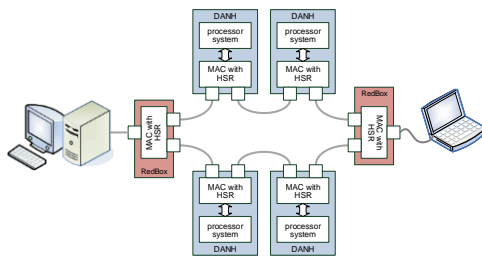 DANH
processor
system
MAC with
HSR
DANH
processor
system
MAC with
HSR
MAC with
HSR
RedBox
RedBox
MAC with
HSR
MAC with
HSR
processor
system
DANH
MAC with
HSR
processor
system
DANH